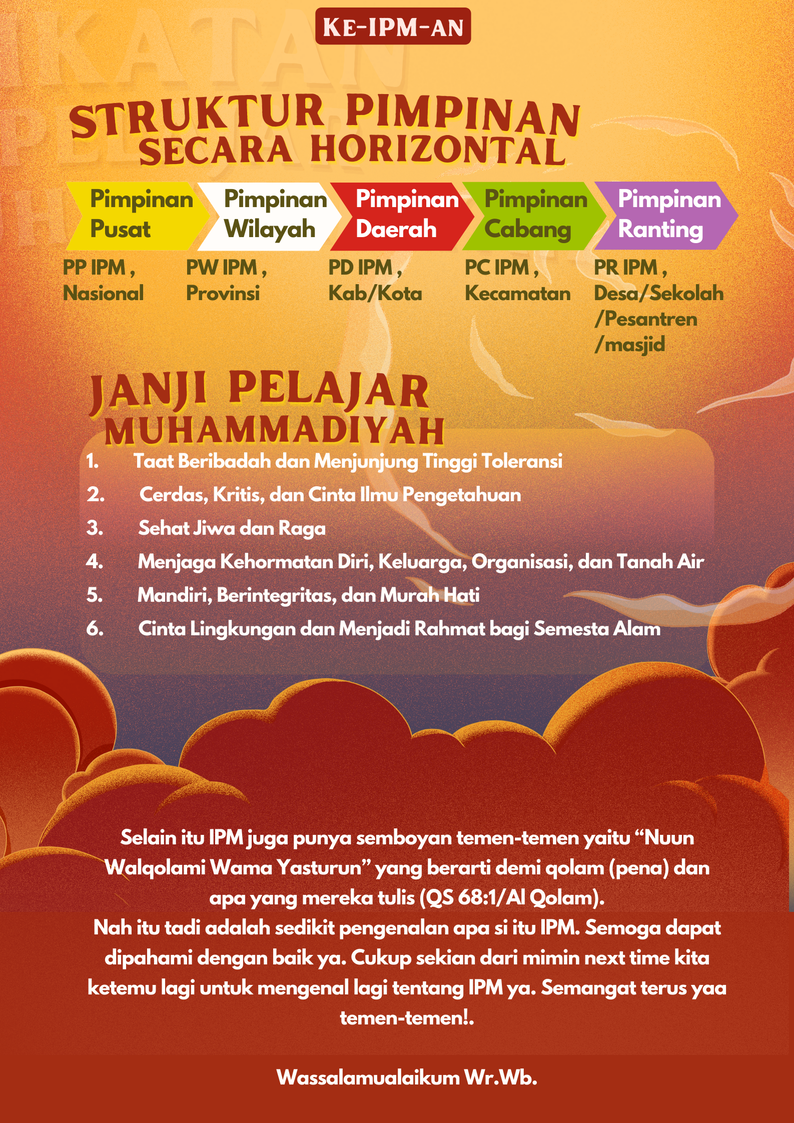 IKATAN
PELAJAR
Ke-IPM-an
STRUKTUR PIMPINAN
SECARA HORIZONTAL
Pimpinan Pusat
Pimpinan Wilayah
Pimpinan Daerah
Pimpinan Cabang
Pimpinan Ranting
PP IPM ,
Nasional
PW IPM ,
Provinsi
PD IPM ,
Kab/Kota
PC IPM ,
Kecamatan
PR IPM ,
Desa/Sekolah
/Pesantren
/masjid
JANJI PELAJAR
MUHAMMADIYAH
1. Taat Beribadah dan Menjunjung Tinggi Toleransi
2. Cerdas, Kritis, dan Cinta Ilmu Pengetahuan
3. Sehat Jiwa dan Raga
4. Menjaga Kehormatan Diri, Keluarga, Organisasi, dan Tanah Air
5. Mandiri, Berintegritas, dan Murah Hati
6. Cinta Lingkungan dan Menjadi Rahmat bagi Semesta Alam
Selain itu IPM juga punya semboyan temen-temen yaitu “Nuun
Walqolami Wama Yasturun” yang berarti demi qolam (pena) dan
apa yang mereka tulis (QS 68:1/Al Qolam).
Nah itu tadi adalah sedikit pengenalan apa si itu IPM. Semoga dapat
dipahami dengan baik ya. Cukup sekian dari mimin next time kita
ketemu lagi untuk mengenal lagi tentang IPM ya. Semangat terus yaa
temen-temen!.
Wassalamualaikum Wr.Wb.